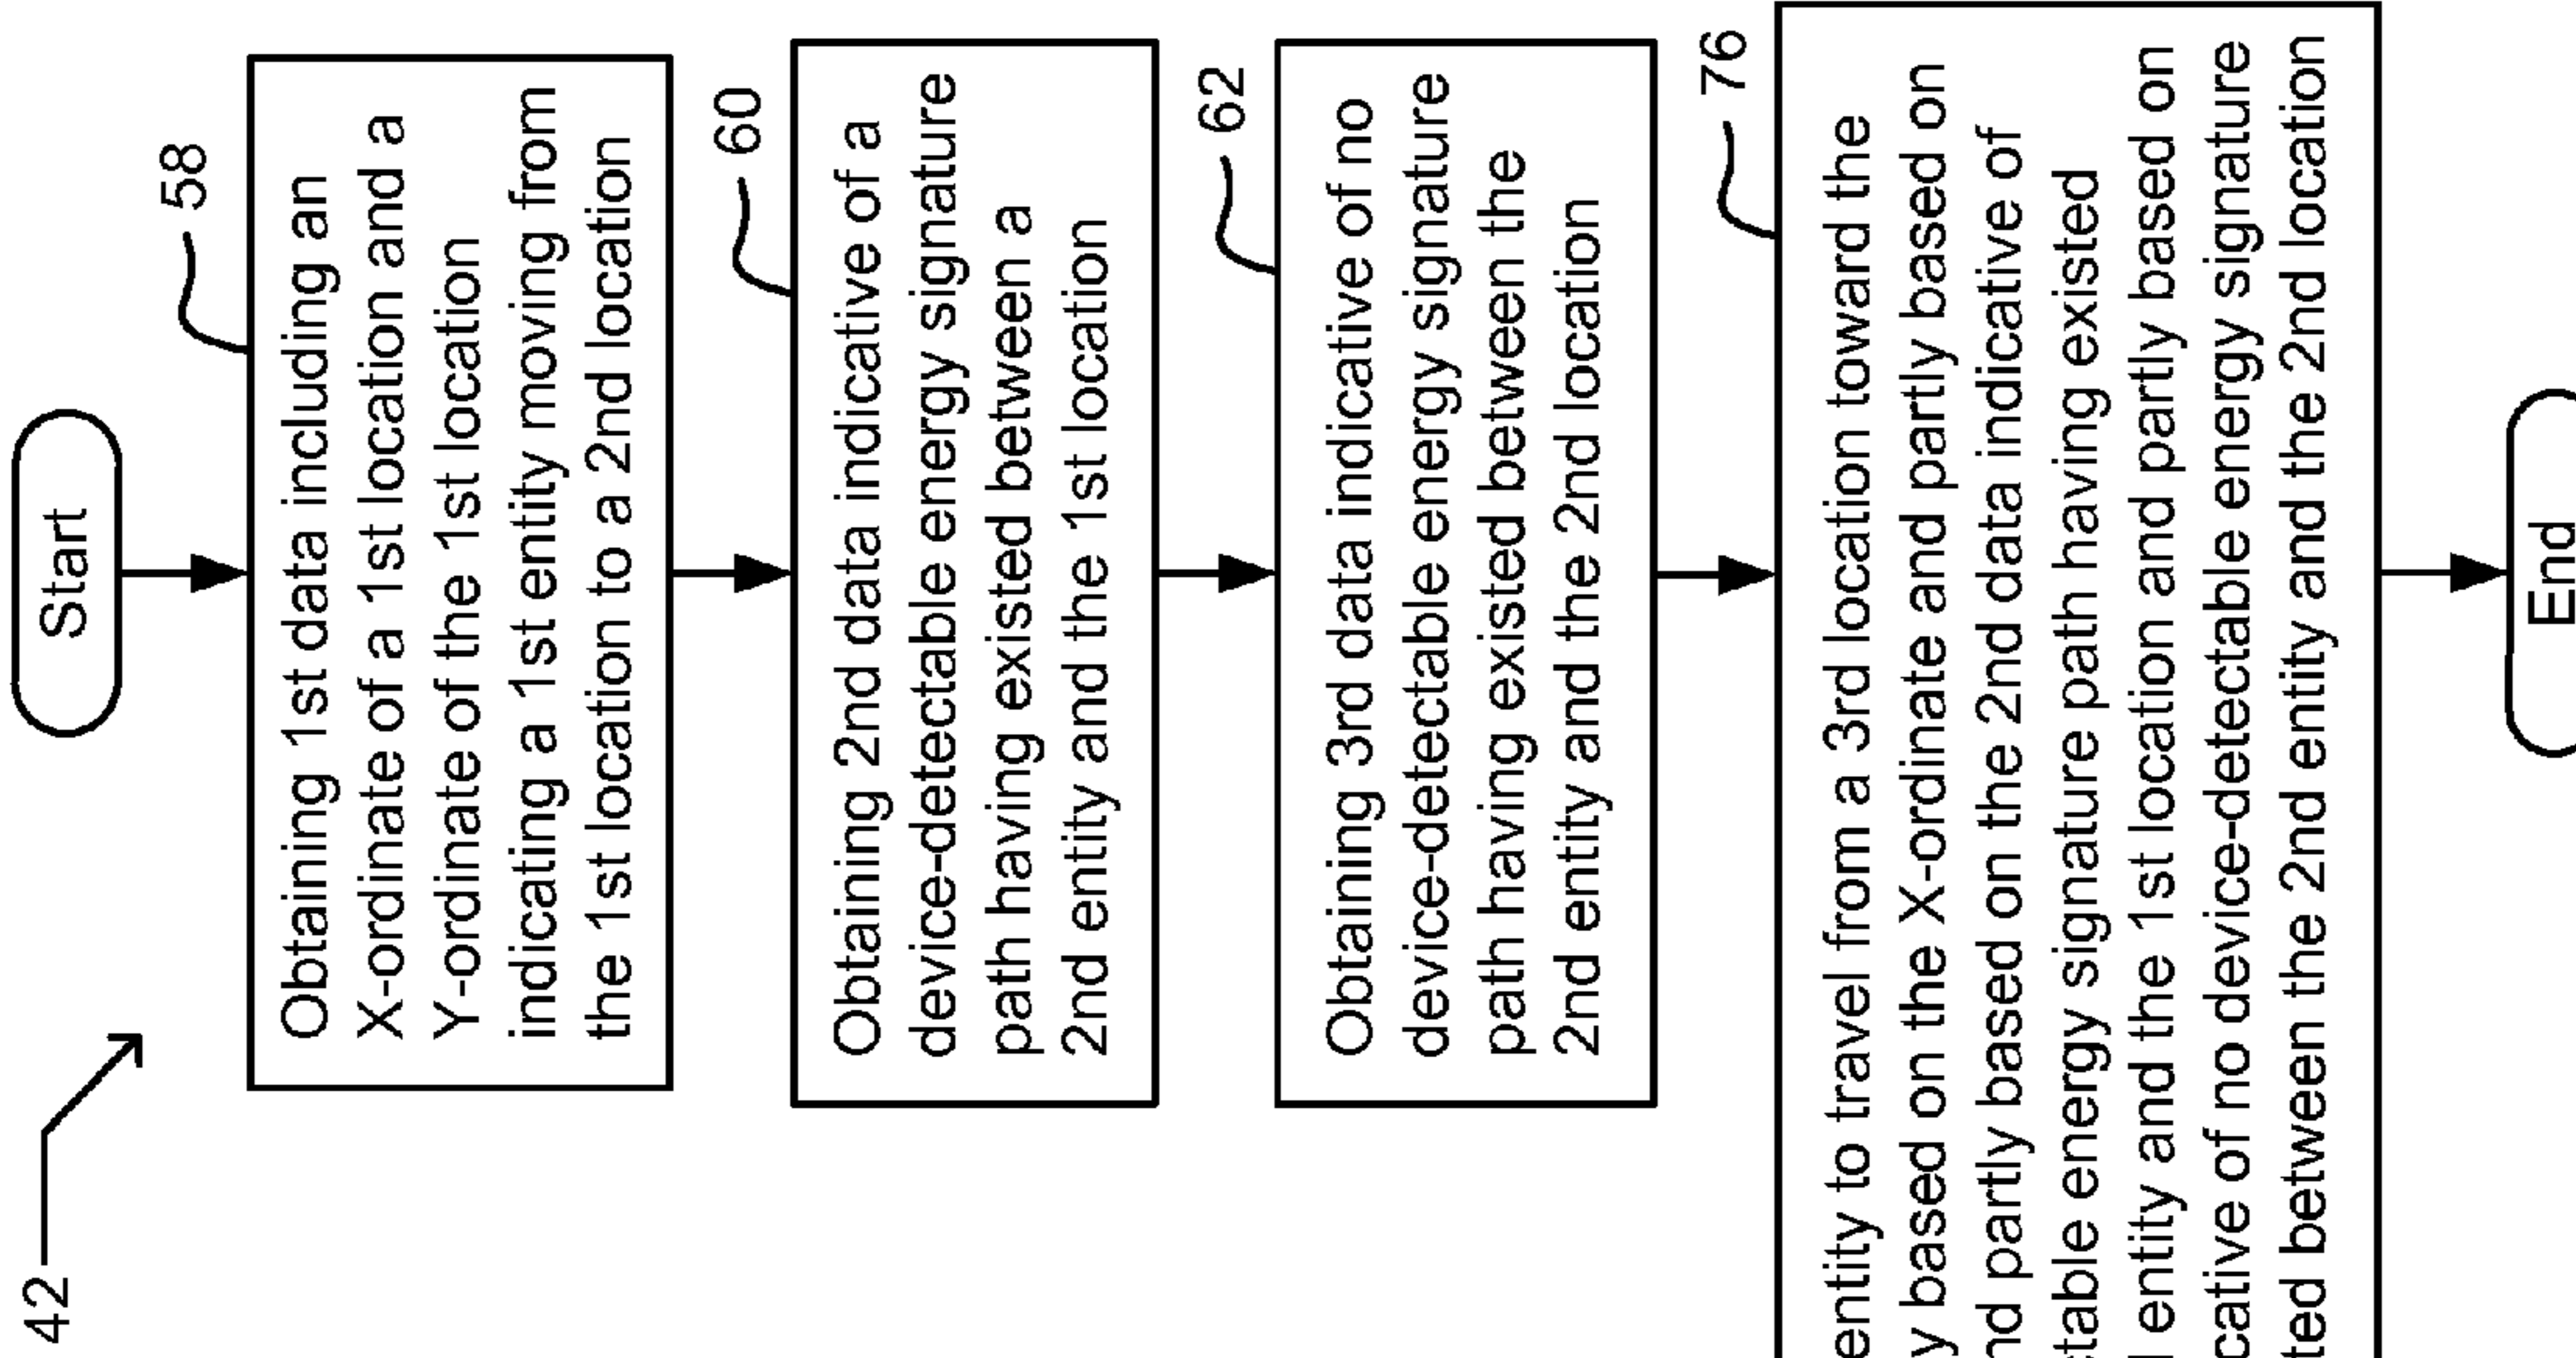 42
Start
58
Obtaining 1st data including an
X-ordinate of a 1st location and a
Y-ordinate of the 1st location
indicating a 1st entity moving from
the 1st location to a 2nd location
60
Obtaining 2nd data indicative of a
device-detectable energy signature
path having existed between a
2nd entity and the 1st location
62
Obtaining 3rd data indicative of no
device-detectable energy signature
path having existed between the
2nd entity and the 2nd location
76
entity to travel from a 3rd location toward the
y based on the X-ordinate and partly based on
nd partly based on the 2nd data indicative of
table energy signature path having existed
entity and the 1st location and partly based on
cative of no device-detectable energy signature
ted between the 2nd entity and the 2nd location
End